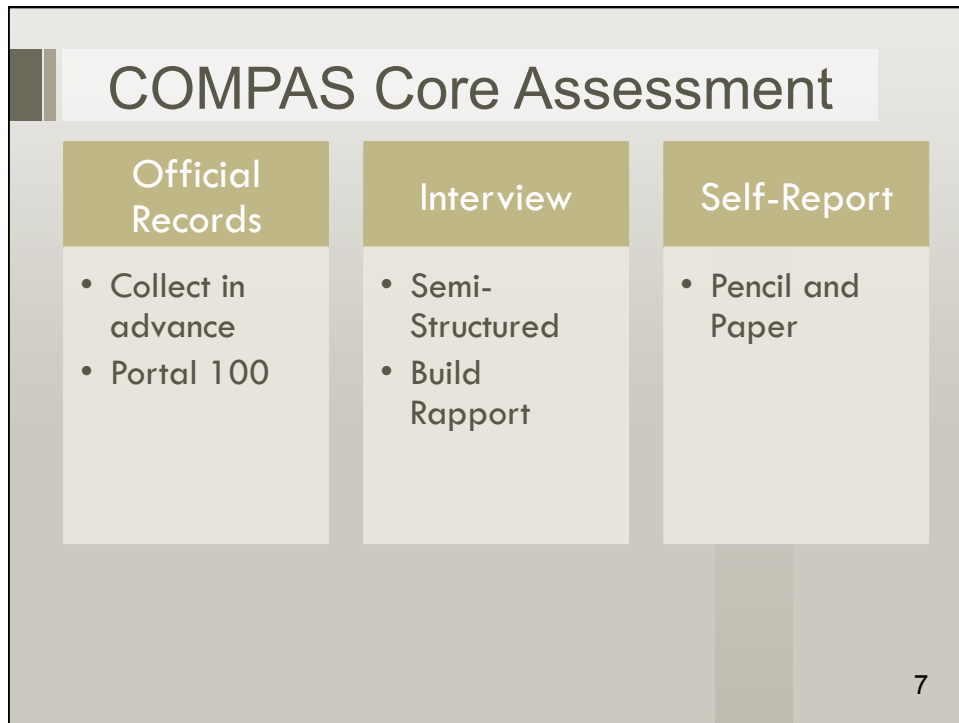 COMPAS Core Assessment
Official
Records
• Collect in
advance
• Portal 100
Interview
• Semi-
Structured
• Build
Rapport
Self-Report
• Pencil and
Paper
7